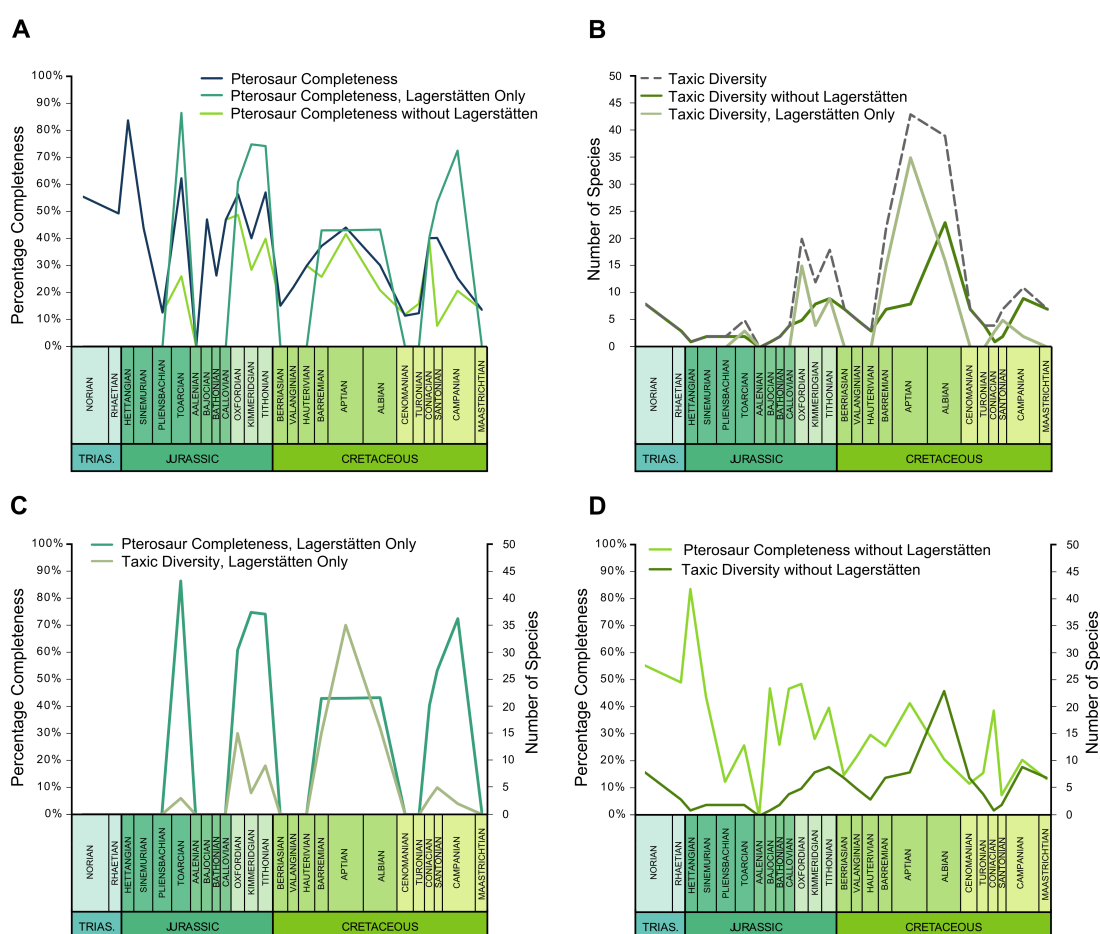 A
Pterosaur Completeness
Pterosaur Completeness, Lagerstätten Only
Pterosaur Completeness without Lagerstätten
Percentage Completeness
100%
90%
80%
70%
60%
50%
40%
30%
20%
10%
0%
NORIAN
RHAETIAN
HETTANGIAN
SINEMURIAN
PLIENSBACHIAN
TOARCIAN
AALENIAN
BAJOCIAN
BATHONIAN
CALLOVIAN
OXFORDIAN
KIMMERIDGIAN
TITHONIAN
BERRIASIAN
VALANGINIAN
HAUTERIVIAN
BARREMIAN
APTIAN
ALBIAN
CENOMANIAN
TURONIAN
CONIACIAN
SANTONIAN
CAMPANIAN
MAASTRICHTIAN
TRIAS.
JURASSIC
CRETACEOUS
B
Taxic Diversity
Taxic Diversity without Lagerstätten
Taxic Diversity, Lagerstätten Only
Number of Species
50
45
40
35
30
25
20
15
10
5
0
NORIAN
RHAETIAN
HETTANGIAN
SINEMURIAN
PLIENSBACHIAN
TOARCIAN
AALENIAN
BAJOCIAN
BATHONIAN
CALLOVIAN
OXFORDIAN
KIMMERIDGIAN
TITHONIAN
BERRIASIAN
VALANGINIAN
HAUTERIVIAN
BARREMIAN
APTIAN
ALBIAN
CENOMANIAN
TURONIAN
CONIACIAN
SANTONIAN
CAMPANIAN
MAASTRICHTIAN
TRIAS.
JURASSIC
CRETACEOUS
C
Pterosaur Completeness, Lagerstätten Only
Taxic Diversity, Lagerstätten Only
Percentage Completeness
100%
90%
80%
70%
60%
50%
40%
30%
20%
10%
0%
50
45
40
35
30
25
20
15
10
5
0
Number of Species
NORIAN
RHAETIAN
HETTANGIAN
SINEMURIAN
PLIENSBACHIAN
TOARCIAN
AALENIAN
BAJOCIAN
BATHONIAN
CALLOVIAN
OXFORDIAN
KIMMERIDGIAN
TITHONIAN
BERRIASIAN
VALANGINIAN
HAUTERIVIAN
BARREMIAN
APTIAN
ALBIAN
CENOMANIAN
TURONIAN
CONIACIAN
SANTONIAN
CAMPANIAN
MAASTRICHTIAN
TRIAS.
JURASSIC
CRETACEOUS
D
Pterosaur Completeness without Lagerstätten
Taxic Diversity without Lagerstätten
Percentage Completeness
100%
90%
80%
70%
60%
50%
40%
30%
20%
10%
0%
50
45
40
35
30
25
20
15
10
5
0
Number of Species
NORIAN
RHAETIAN
HETTANGIAN
SINEMURIAN
PLIENSBACHIAN
TOARCIAN
AALENIAN
BAJOCIAN
BATHONIAN
CALLOVIAN
OXFORDIAN
KIMMERIDGIAN
TITHONIAN
BERRIASIAN
VALANGINIAN
HAUTERIVIAN
BARREMIAN
APTIAN
ALBIAN
CENOMANIAN
TURONIAN
CONIACIAN
SANTONIAN
CAMPANIAN
MAASTRICHTIAN
TRIAS.
JURASSIC
CRETACEOUS